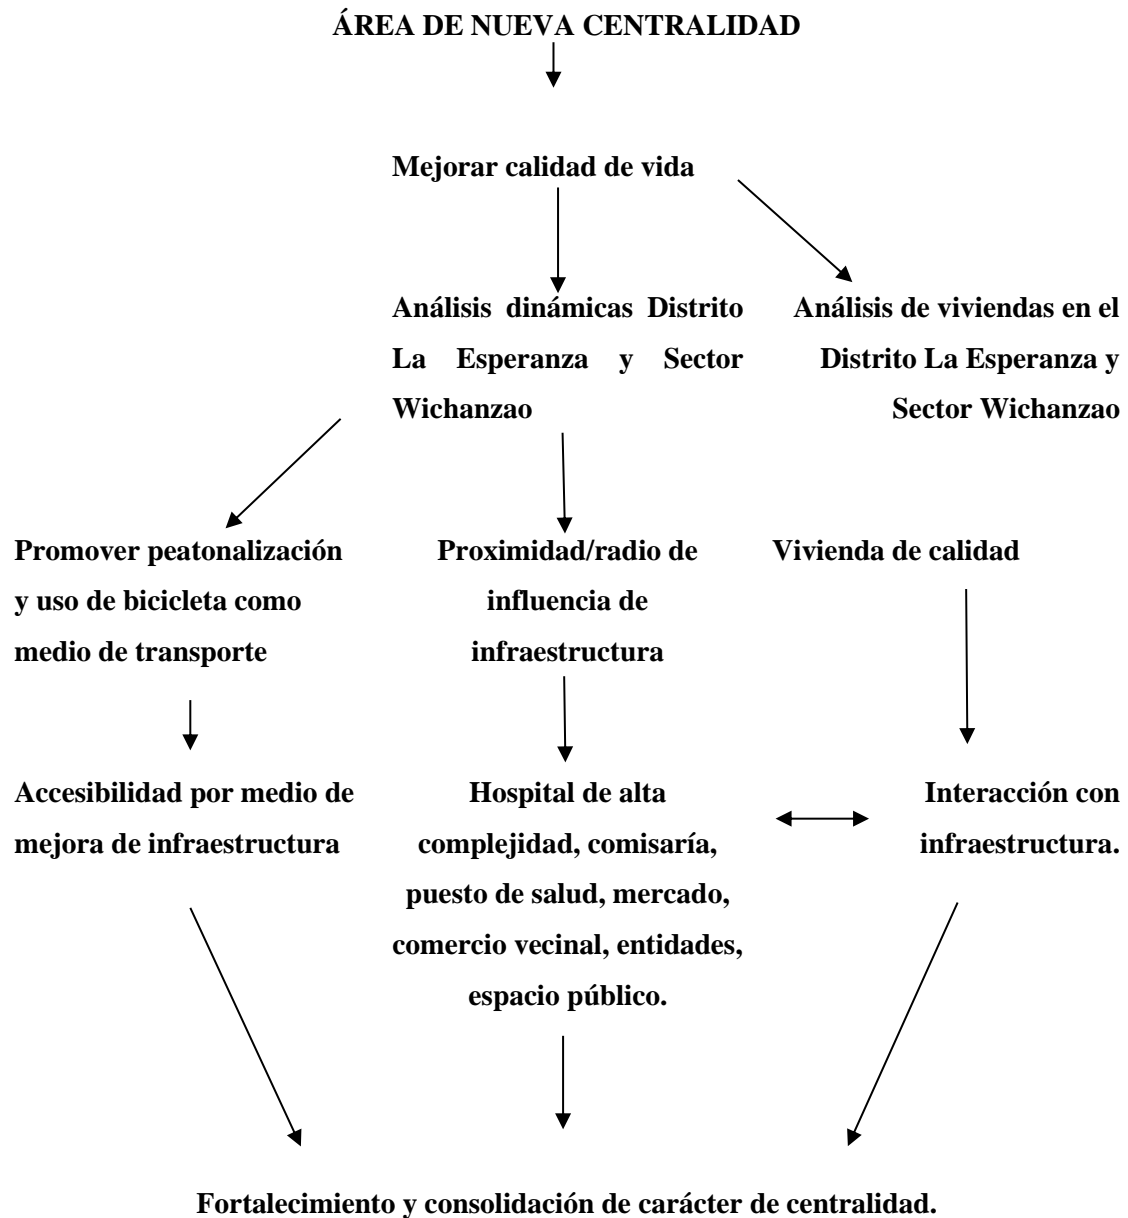 ÁREA DE NUEVA CENTRALIDAD
Mejorar calidad de vida
Análisis dinámicas Distrito
La Esperanza y Sector
Wichanzao
Análisis de viviendas en el
Distrito La Esperanza y
Sector Wichanzao
Promover peatonalización
y uso de bicicleta como
medio de transporte
Proximidad/radio de
influencia de
infraestructura
Vivienda de calidad
Accesibilidad por medio de
mejora de infraestructura
Hospital de alta
complejidad, comisaría,
puesto de salud, mercado,
comercio vecinal, entidades,
espacio público.
Interacción con
infraestructura.
Fortalecimiento y consolidación de carácter de centralidad.